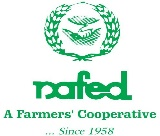 nafed
A Farmers' Cooperative
... Since 1958